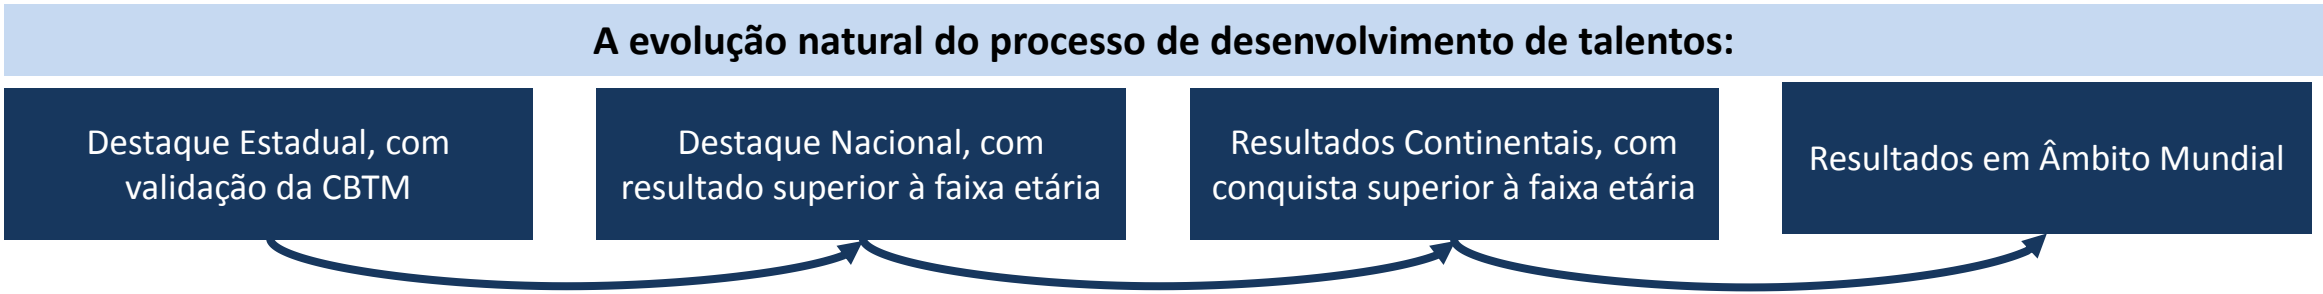 A evolução natural do processo de desenvolvimento de talentos:
Destaque Estadual, com
validação da CBTM
Destaque Nacional, com
resultado superior à faixa etária
Resultados Continentais, com
conquista superior à faixa etária
Resultados em Âmbito Mundial